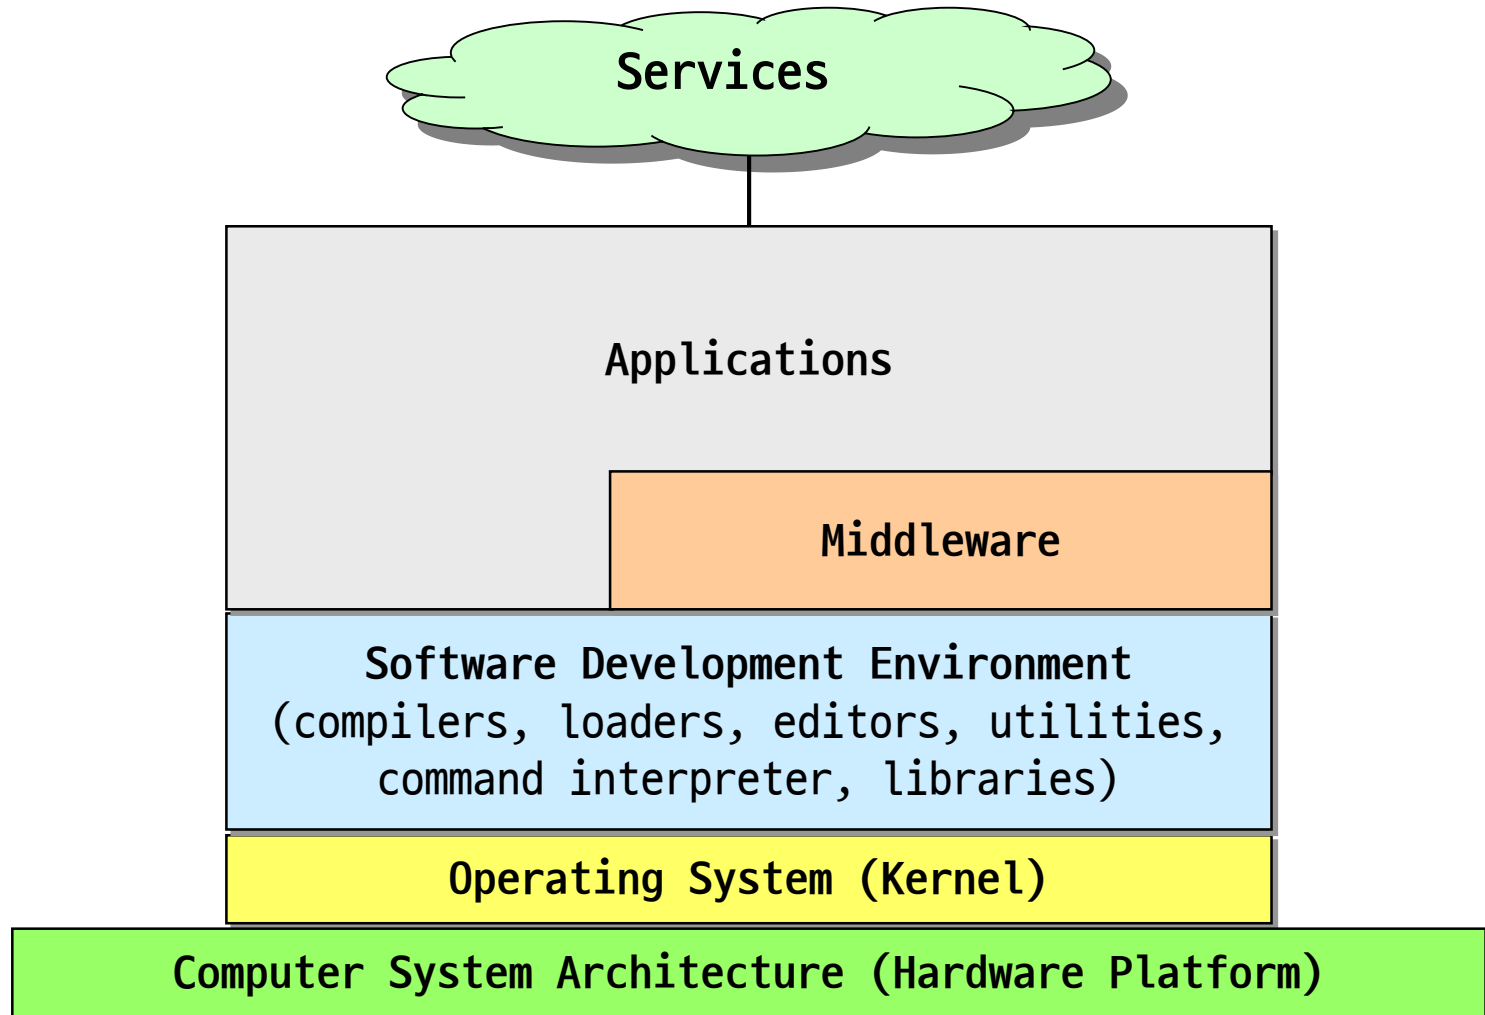 Services
Applications
Middleware
Software Development Environment
(compilers, loaders, editors, utilities,
command interpreter, libraries)
Operating System (Kernel)
Computer System Architecture (Hardware Platform)